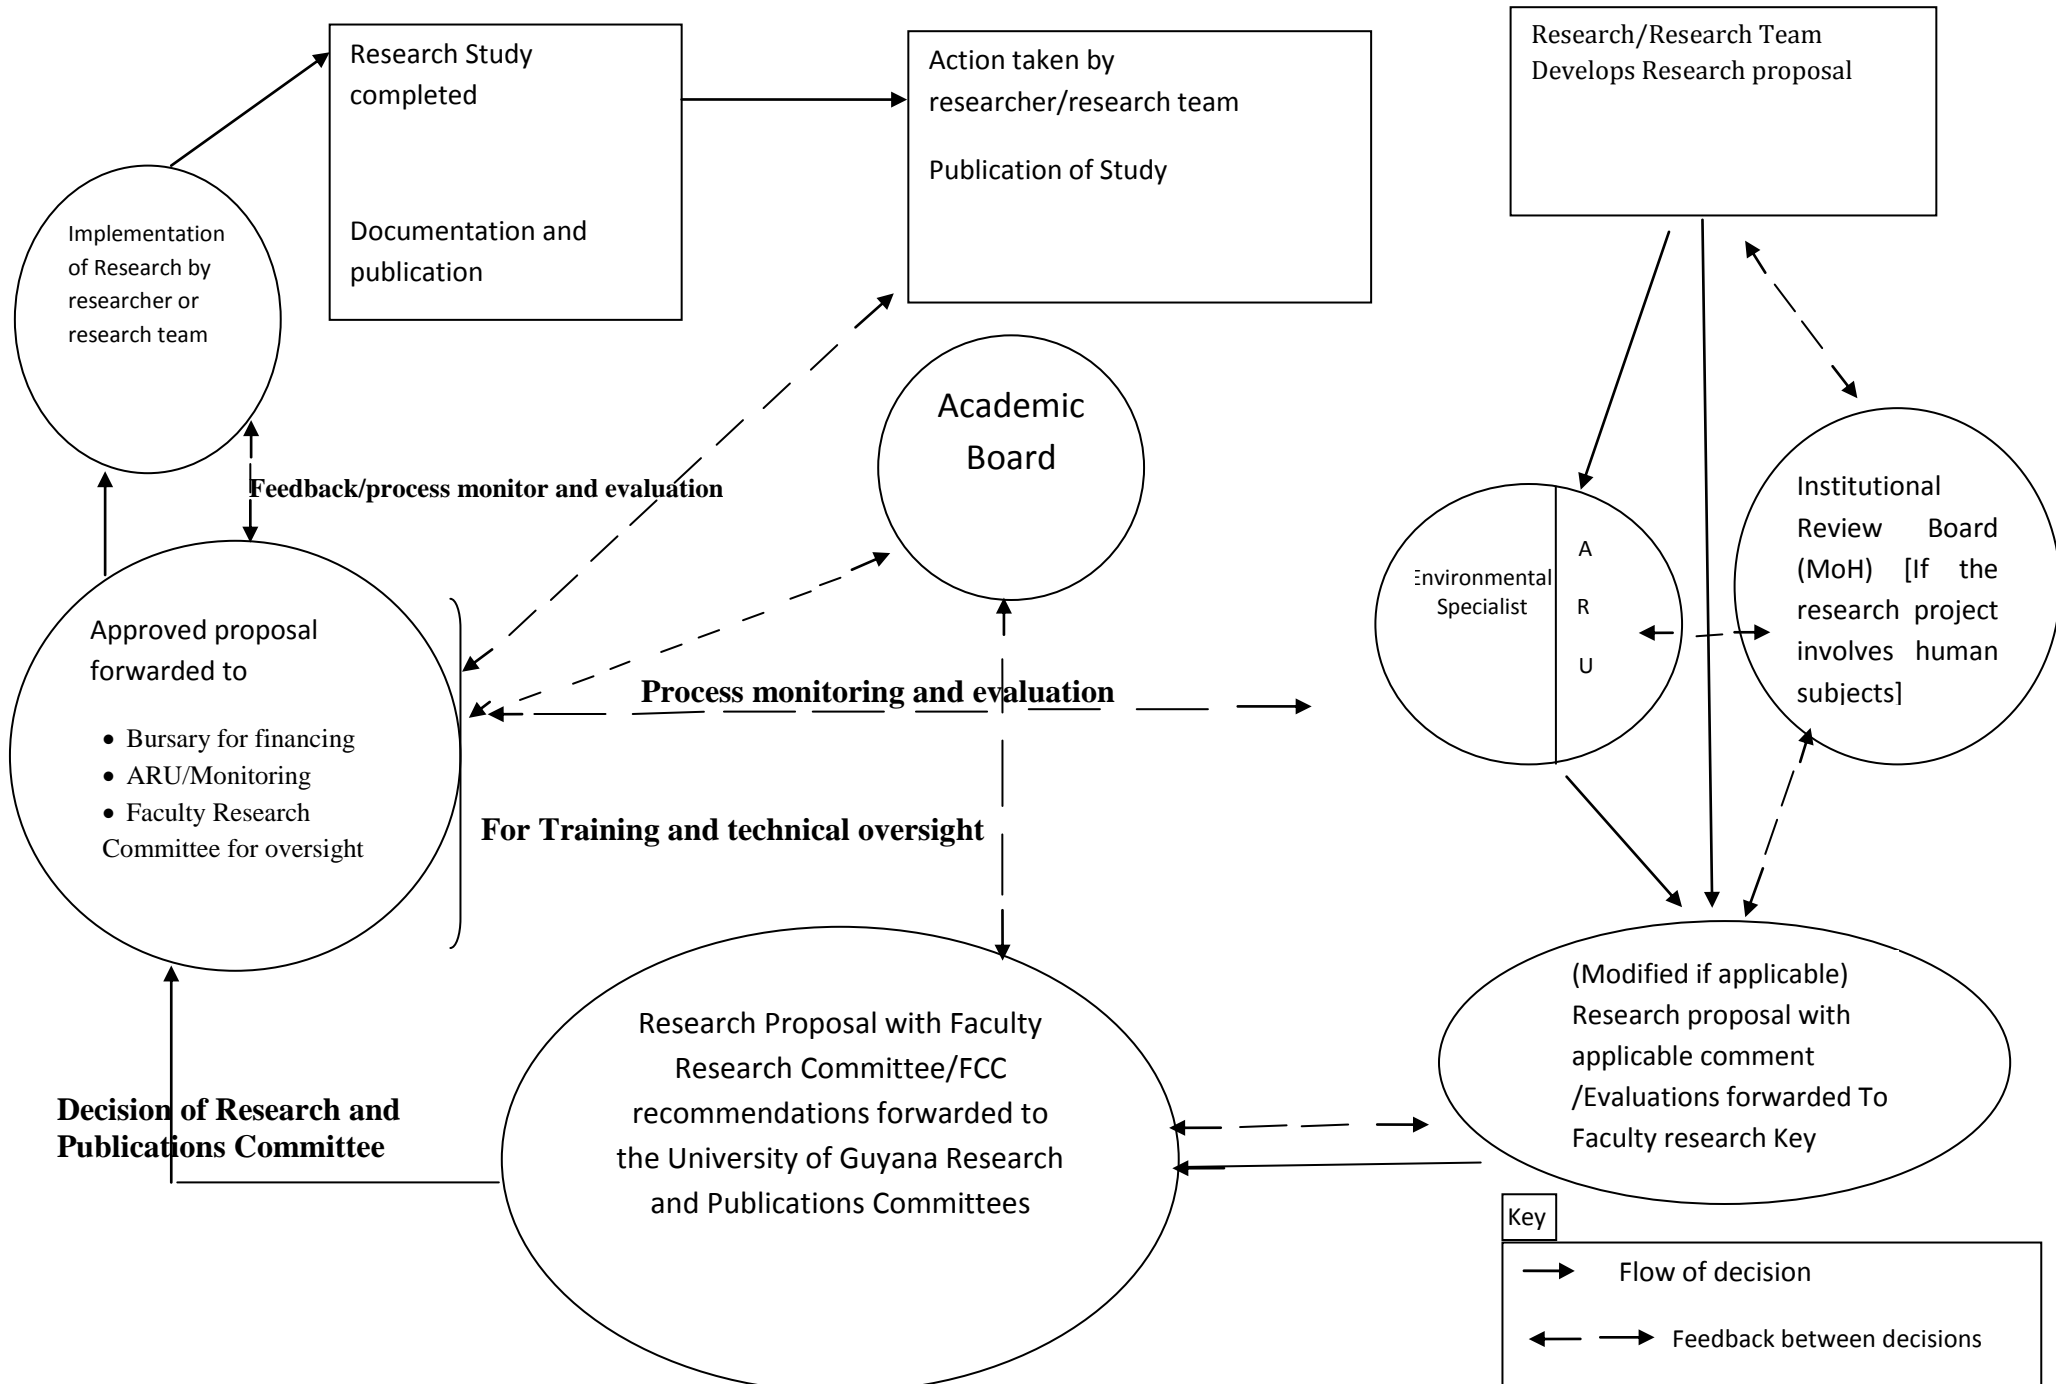 Research Study
completed
Documentation and
publication
Action taken by
researcher/research team
Publication of Study
Research/Research Team
Develops Research proposal
Implementation
of Research by
researcher or
research team
Academic
Board
Feedback/process monitor and evaluation
Institutional
Review Board
(MoH) [If the
research project
involves human
subjects]
Environmental
Specialist
A
R
U
Approved proposal
forwarded to
• Bursary for financing
• ARU/Monitoring
• Faculty Research
Committee for oversight
Process monitoring and evaluation
For Training and technical oversight
(Modified if applicable)
Research proposal with
applicable comment
/Evaluations forwarded To
Faculty research Key
Research Proposal with Faculty
Research Committee/FCC
recommendations forwarded to
the University of Guyana Research
and Publications Committees
Decision of Research and
Publications Committee
Key
Flow of decision
Feedback between decisions